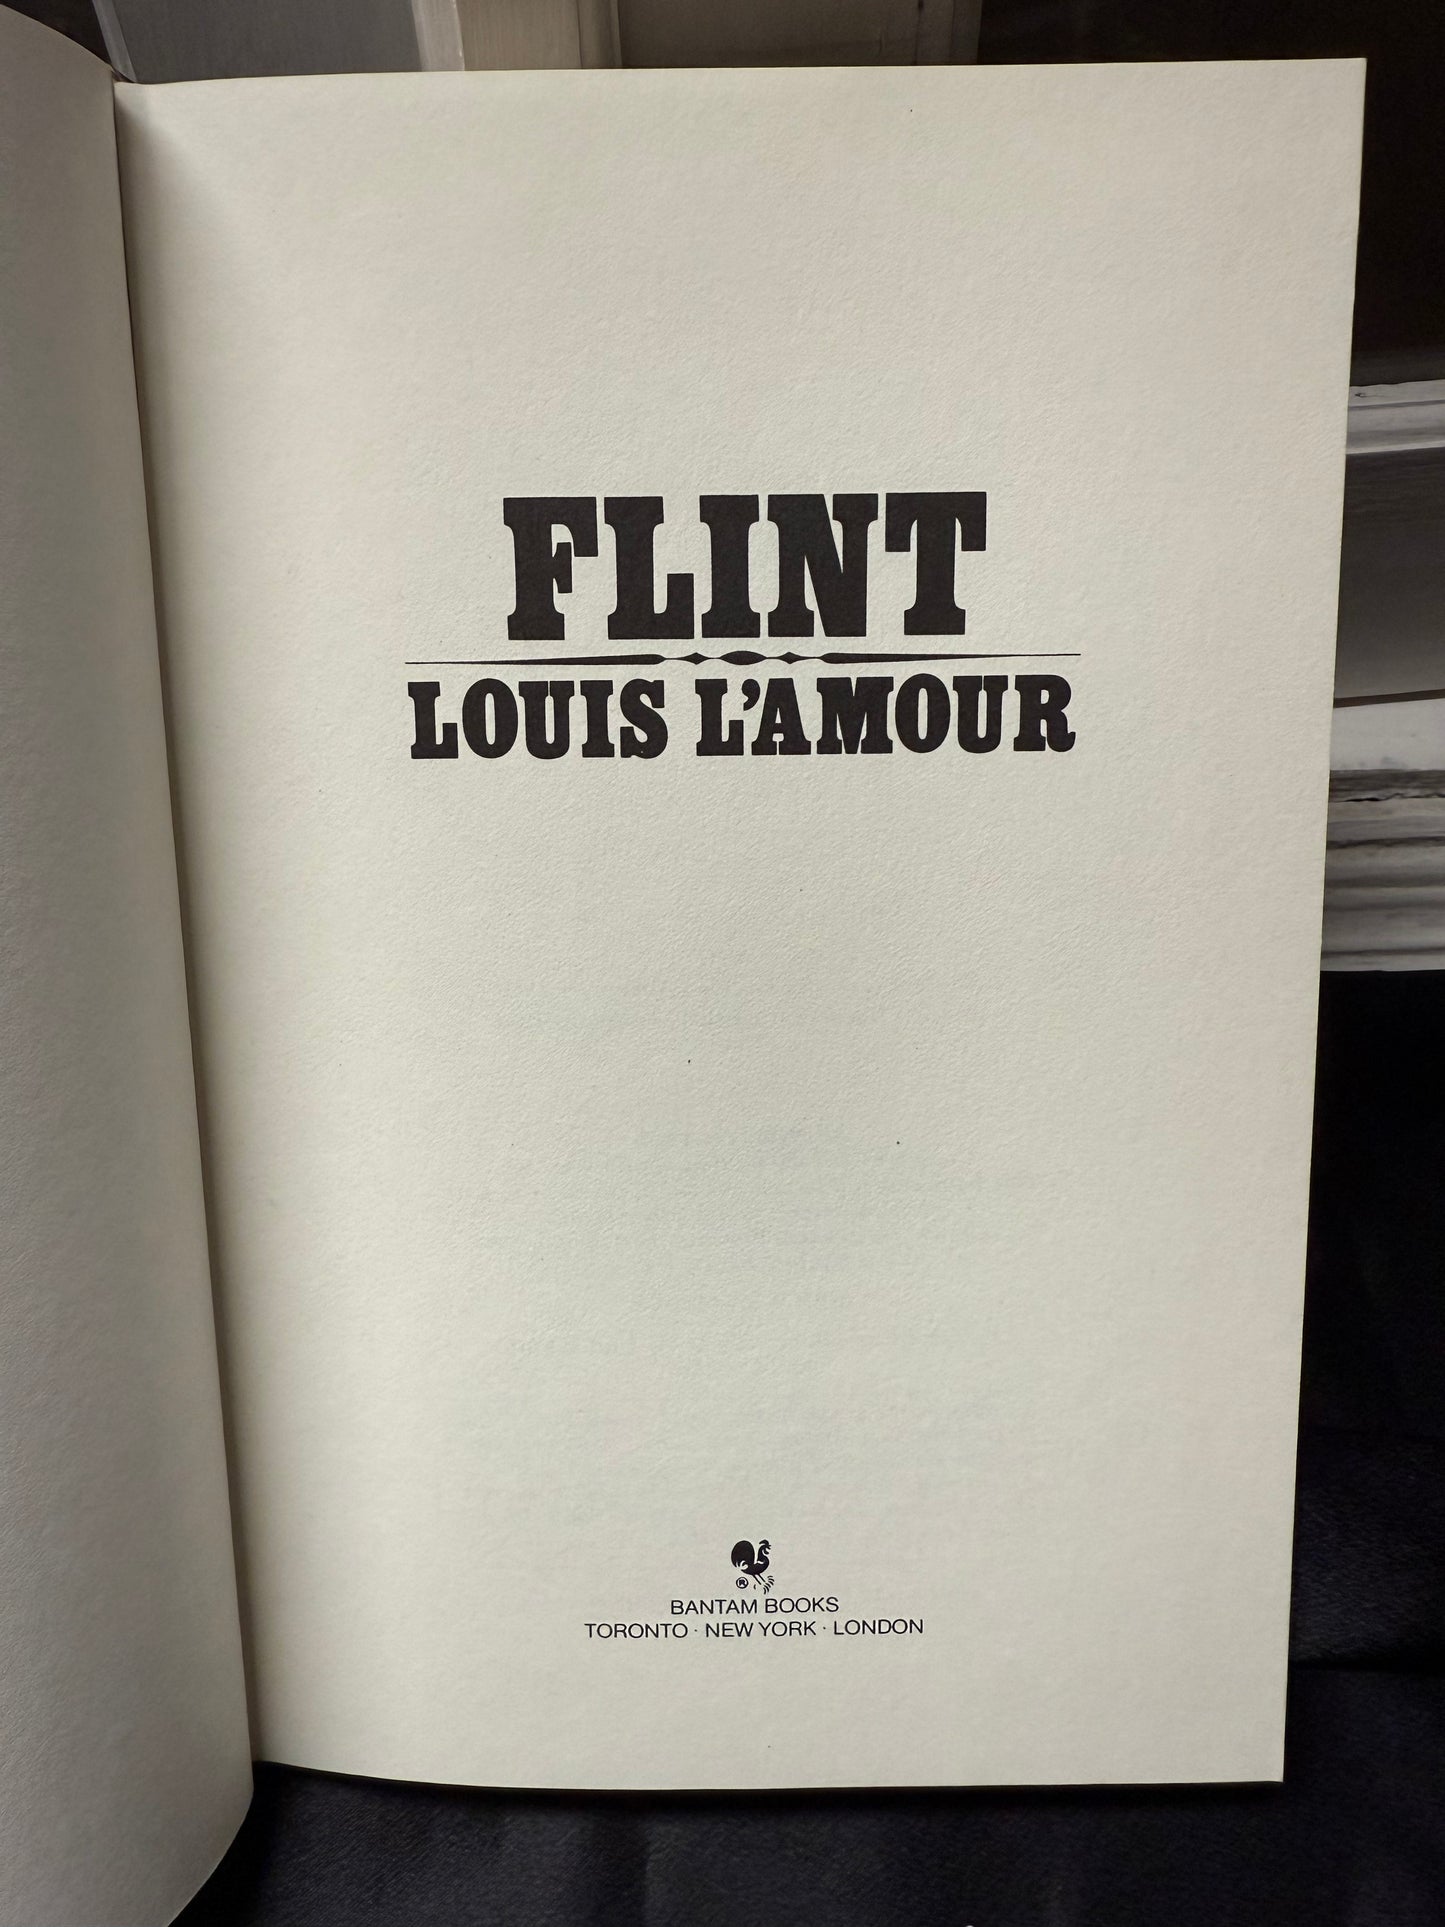 FLINT
LOUIS L'AMOUR
®
BANTAM BOOKS
TORONTO · NEW YORK · LONDON